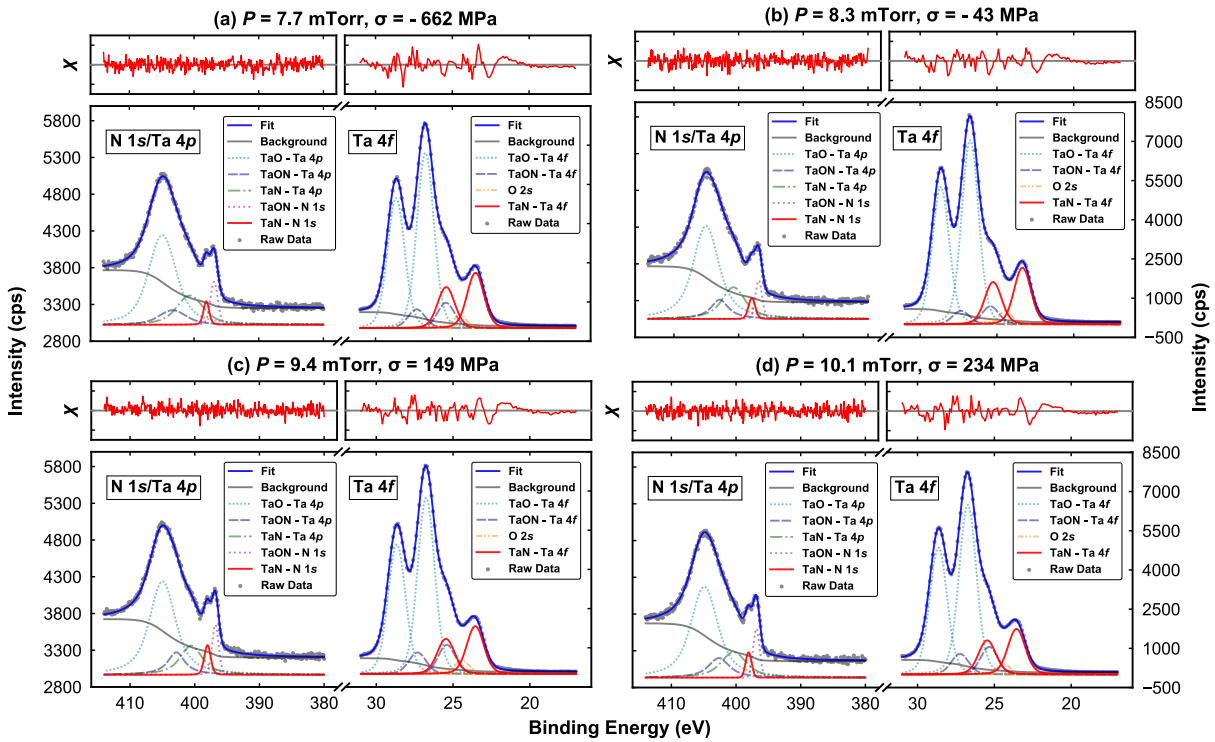 (a) P = 7.7 mTorr, σ = - 662 MPa
(b) P = 8.3 mTorr, σ = - 43 MPa
χ
χ
N 1s/Ta 4p
Fit
Background
TaO - Ta 4p
TaON - Ta 4p
TaN - Ta 4p
TaON - N 1s
TaN - N 1s
Raw Data
Ta 4f
Fit
Background
TaO - Ta 4f
TaON - Ta 4f
O 2s
TaN - Ta 4f
Raw Data
N 1s/Ta 4p
Fit
Background
TaO - Ta 4p
TaON - Ta 4p
TaN - Ta 4p
TaON - N 1s
TaN - N 1s
Raw Data
Ta 4f
Fit
Background
TaO - Ta 4f
TaON - Ta 4f
O 2s
TaN - Ta 4f
Raw Data
5800
5300
4800
4300
3800
3300
2800
8500
7000
5500
4000
2500
1000
-500
Intensity (cps)
Intensity (cps)
(c) P = 9.4 mTorr, σ = 149 MPa
(d) P = 10.1 mTorr, σ = 234 MPa
χ
χ
N 1s/Ta 4p
Fit
Background
TaO - Ta 4p
TaON - Ta 4p
TaN - Ta 4p
TaON - N 1s
TaN - N 1s
Raw Data
Ta 4f
Fit
Background
TaO - Ta 4f
TaON - Ta 4f
O 2s
TaN - Ta 4f
Raw Data
N 1s/Ta 4p
Fit
Background
TaO - Ta 4p
TaON - Ta 4p
TaN - Ta 4p
TaON - N 1s
TaN - N 1s
Raw Data
Ta 4f
Fit
Background
TaO - Ta 4f
TaON - Ta 4f
O 2s
TaN - Ta 4f
Raw Data
5800
5300
4800
4300
3800
3300
2800
8500
7000
5500
4000
2500
1000
-500
410 400 390 380 30 25 20
410 400 390 380 30 25 20
Binding Energy (eV)